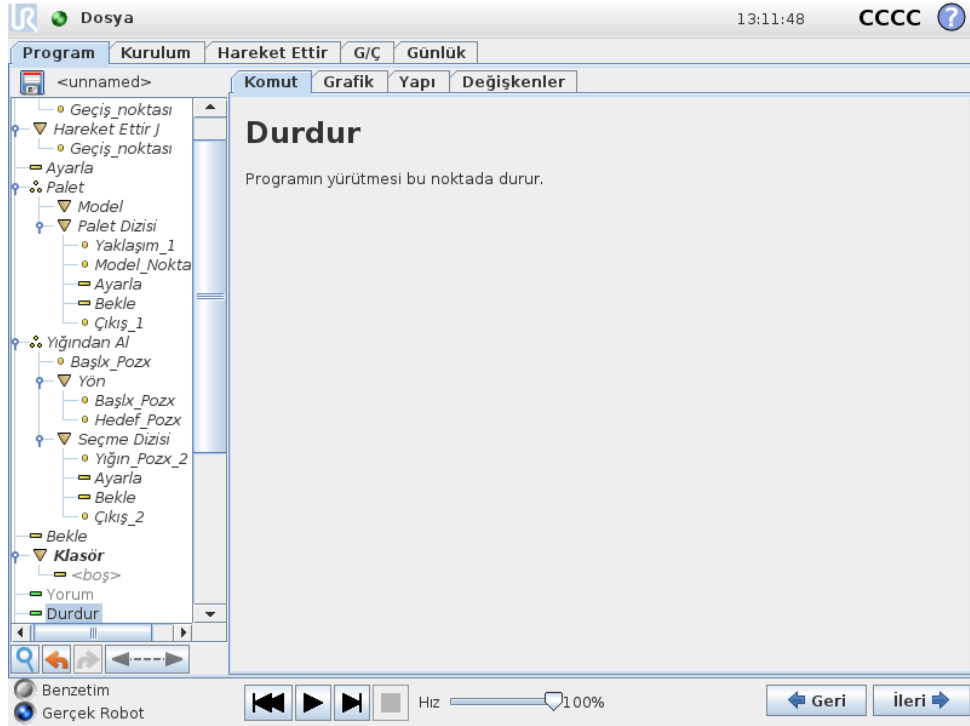 UR Dosya 13:11:48 CCCC ?
Program Kurulum Hareket Ettir G/Ç Günlük
<unnamed>
Komut Grafik Yapı Değişkenler
Geçiş_noktası
Hareket Ettir J
Geçiş_noktası
Ayarla
Palet
Model
Palet Dizisi
Yaklaşım_1
Model_Nokta
Ayarla
Bekle
Çıkış_1
Yığından Al
Başlx_Pozx
Yön
Başlx_Pozx
Hedef_Pozx
Seçme Dizisi
Yığın_Pozx_2
Ayarla
Bekle
Çıkış_2
Bekle
Klasör
<boş>
Yorum
Durdur
Durdur
Programın yürütmesi bu noktada durur.
Benzetim
Gerçek Robot
Hız 100%
Geri İleri